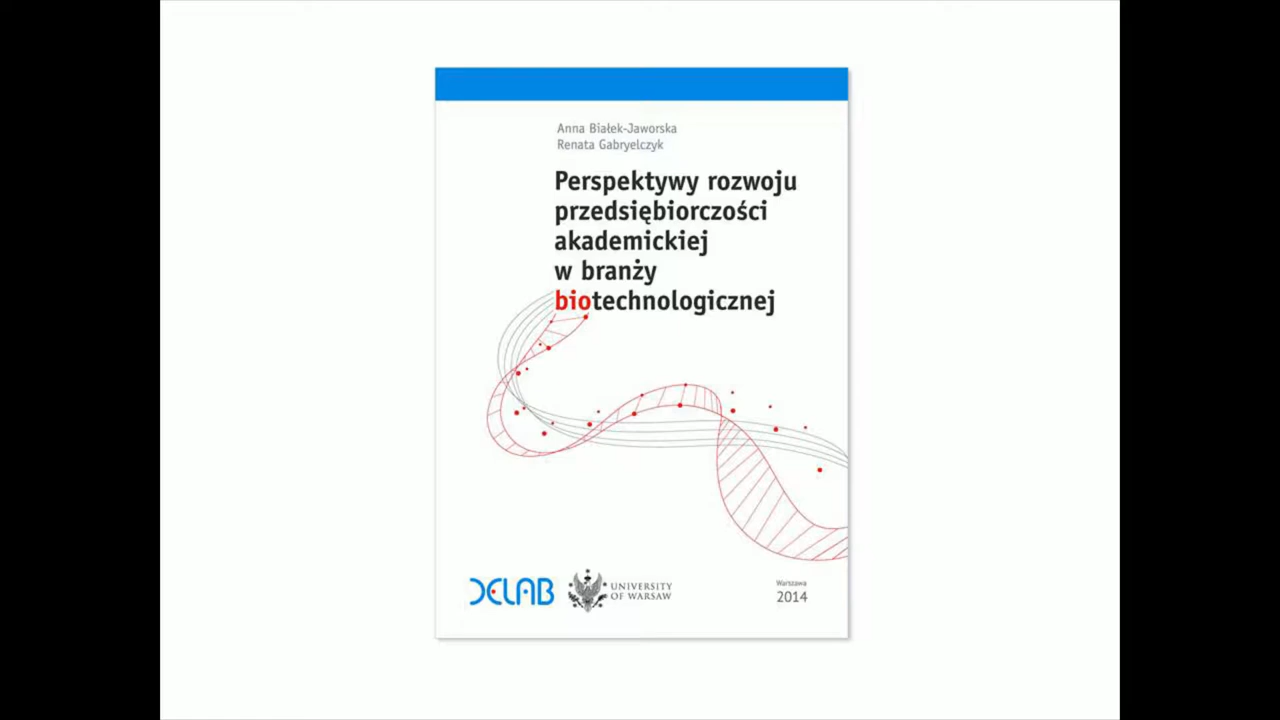 Anna Białek-Jaworska
Renata Gabryelczyk
Perspektywy rozwoju
przedsiębiorczości
akademickiej
w branży
biotechnologicznej
DELAB
UNIVERSITY
OF WARSAW
Warszawa
2014